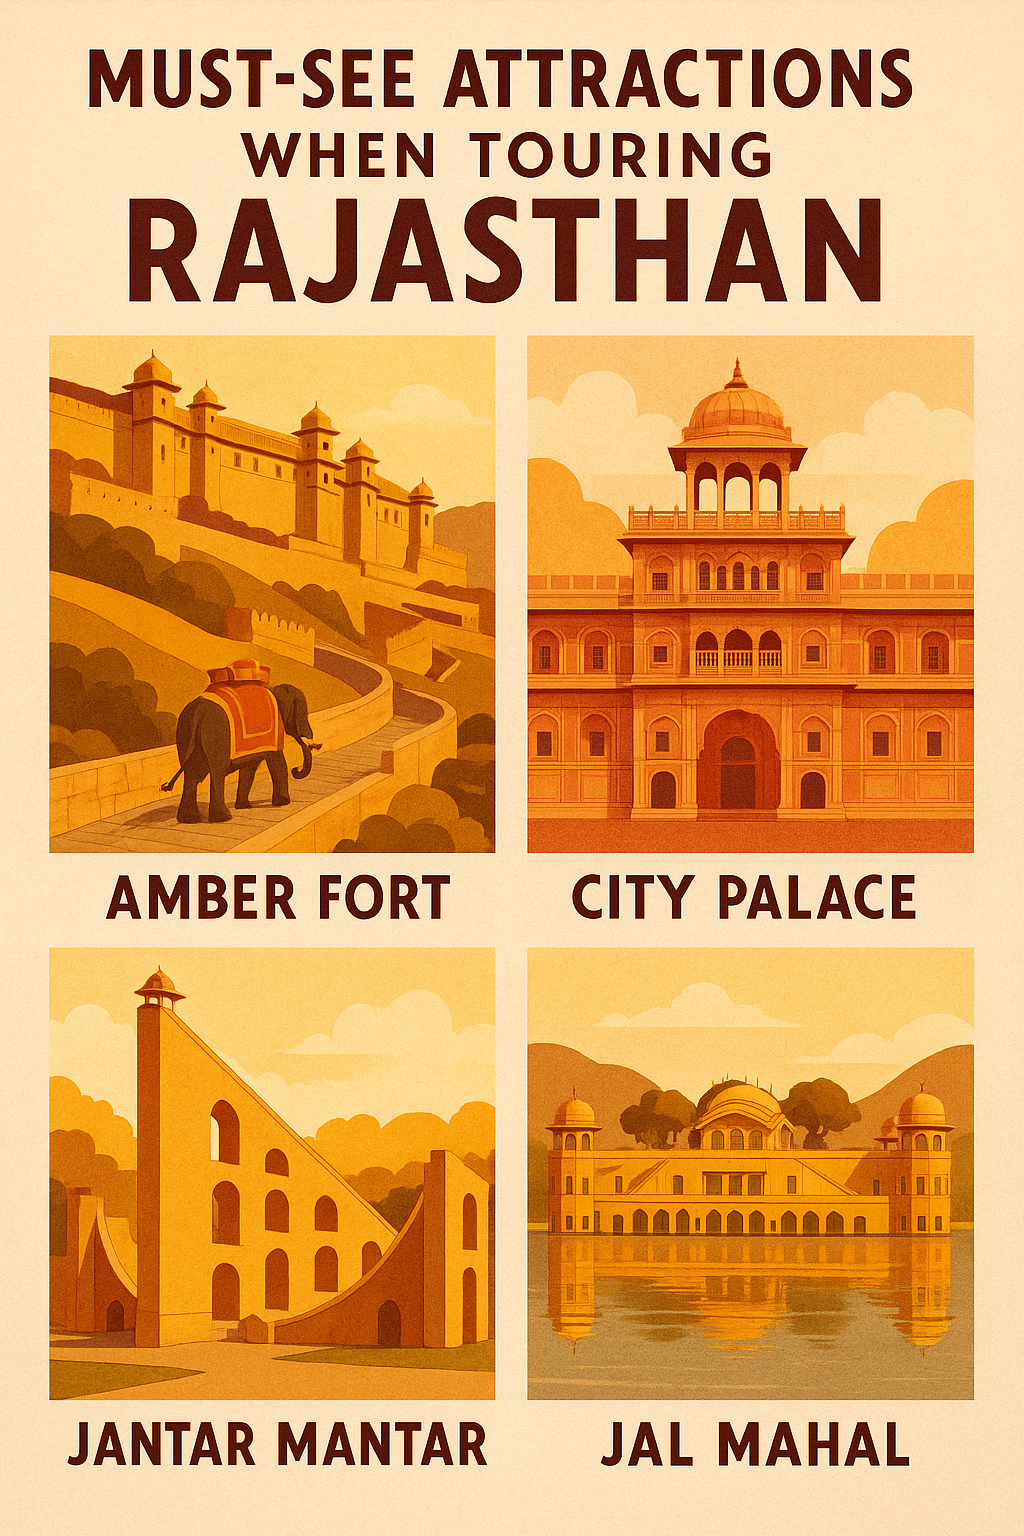 MUST-SEE ATTRACTIONS
WHEN TOURING
RAJASTHAN
AMBER FORT
CITY PALACE
JANTAR MANTAR
JAL MAHAL